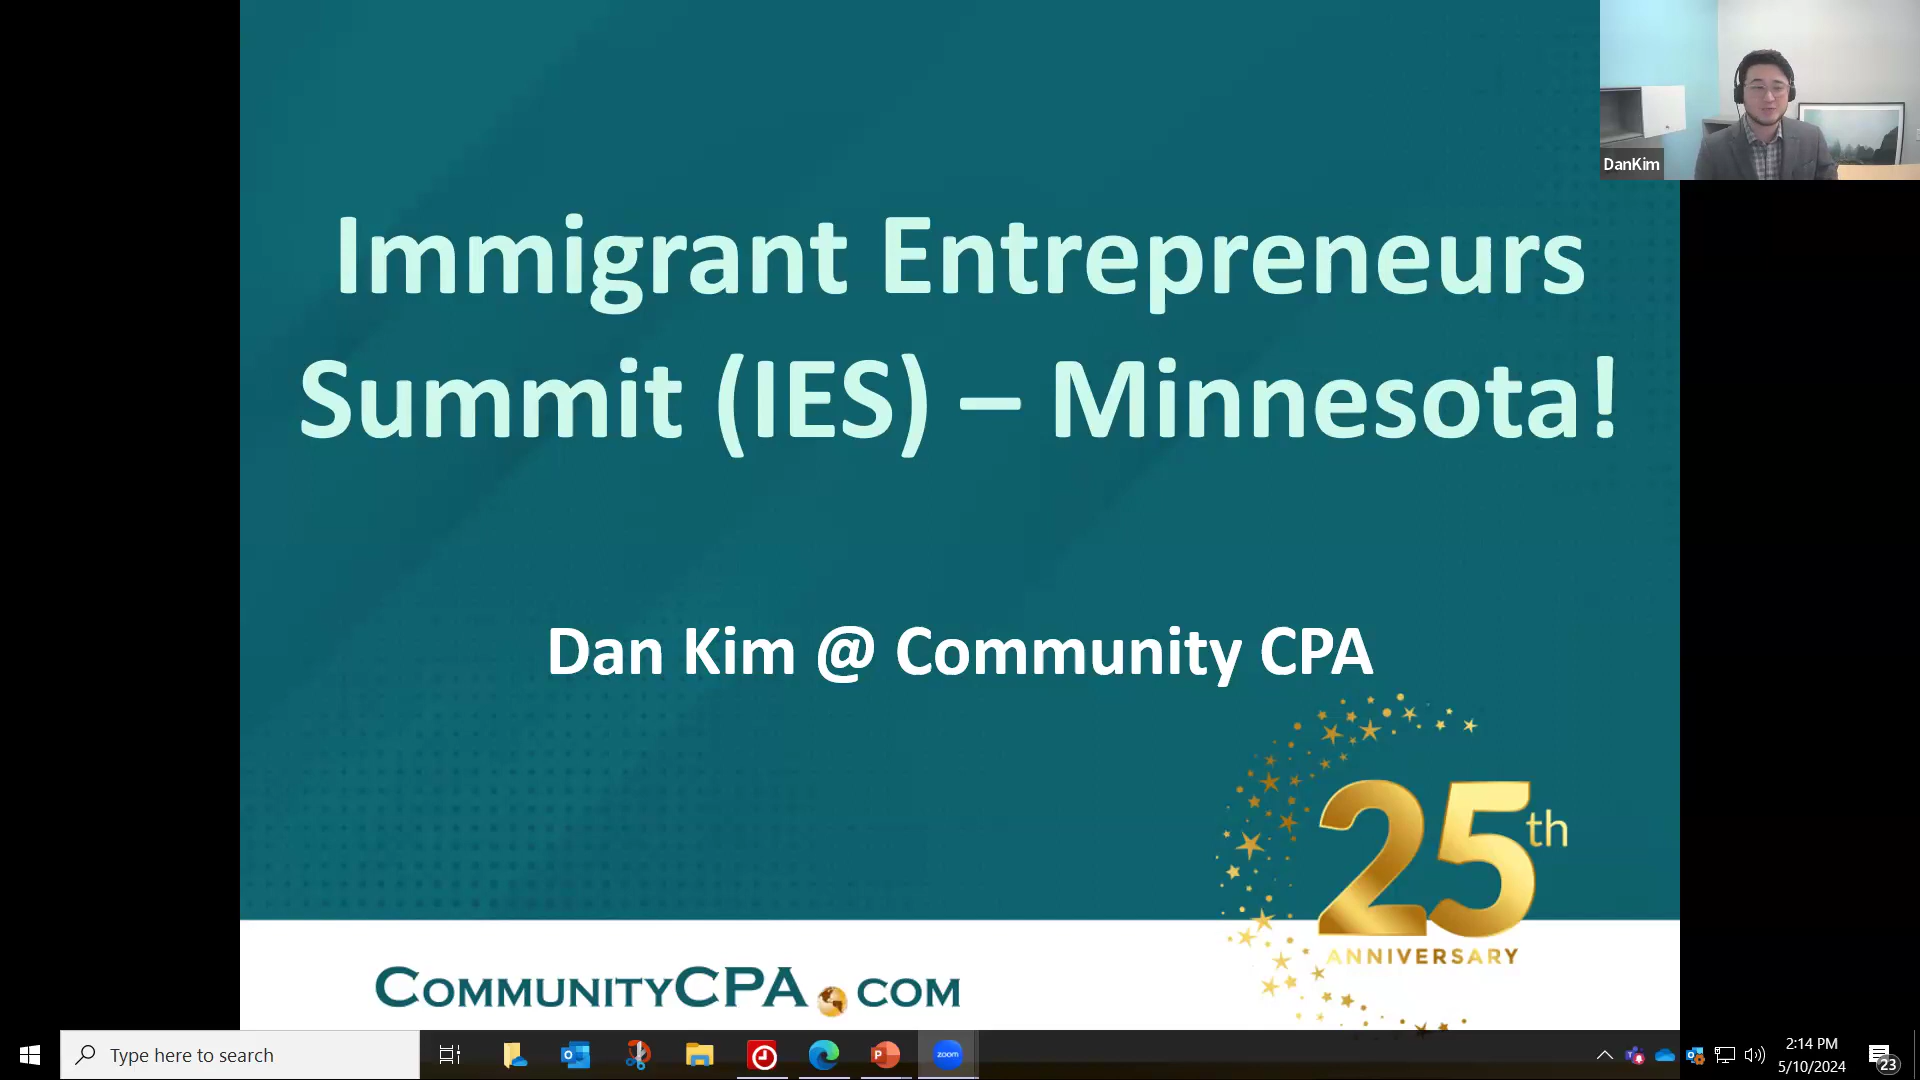 DanKim
Immigrant Entrepreneurs
Summit (IES) – Minnesota!
Dan Kim @ Community CPA
25th
ANNIVERSARY
COMMUNITYCPA.COM
Type here to search
zoom
2:14 PM
5/10/2024
23